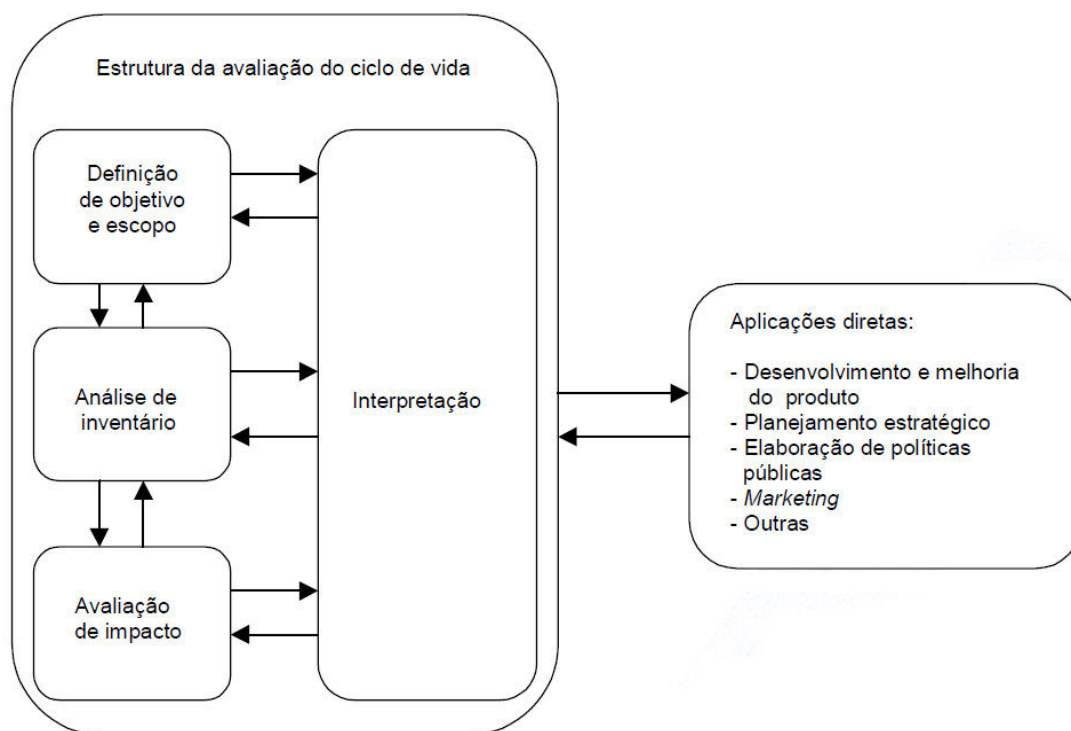 Estrutura da avaliação do ciclo de vida
Definição
de objetivo
e escopo
Análise de
inventário
Avaliação
de impacto
Interpretação
Aplicações diretas:
- Desenvolvimento e melhoria
do produto
- Planejamento estratégico
- Elaboração de políticas
públicas
- Marketing
- Outras